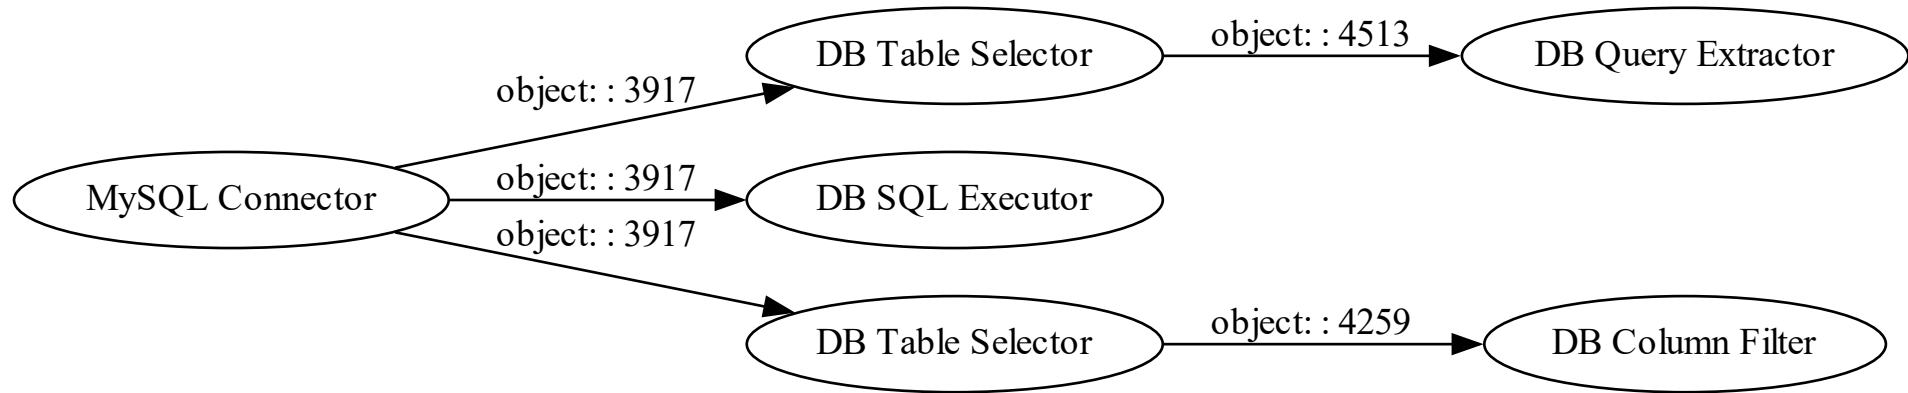 DB Table Selector
object: : 4513
DB Query Extractor
object: : 3917
MySQL Connector
object: : 3917
DB SQL Executor
object: : 3917
DB Table Selector
object: : 4259
DB Column Filter